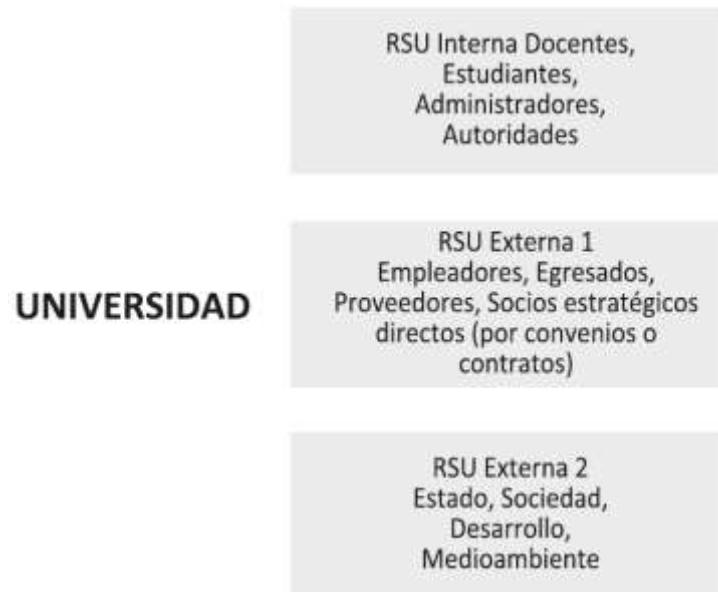 RSU Interna Docentes,
Estudiantes,
Administradores,
Autoridades
UNIVERSIDAD
RSU Externa 1
Empleadores, Egresados,
Proveedores, Socios estratégicos
directos (por convenios o
contratos)
RSU Externa 2
Estado, Sociedad,
Desarrollo,
Medioambiente